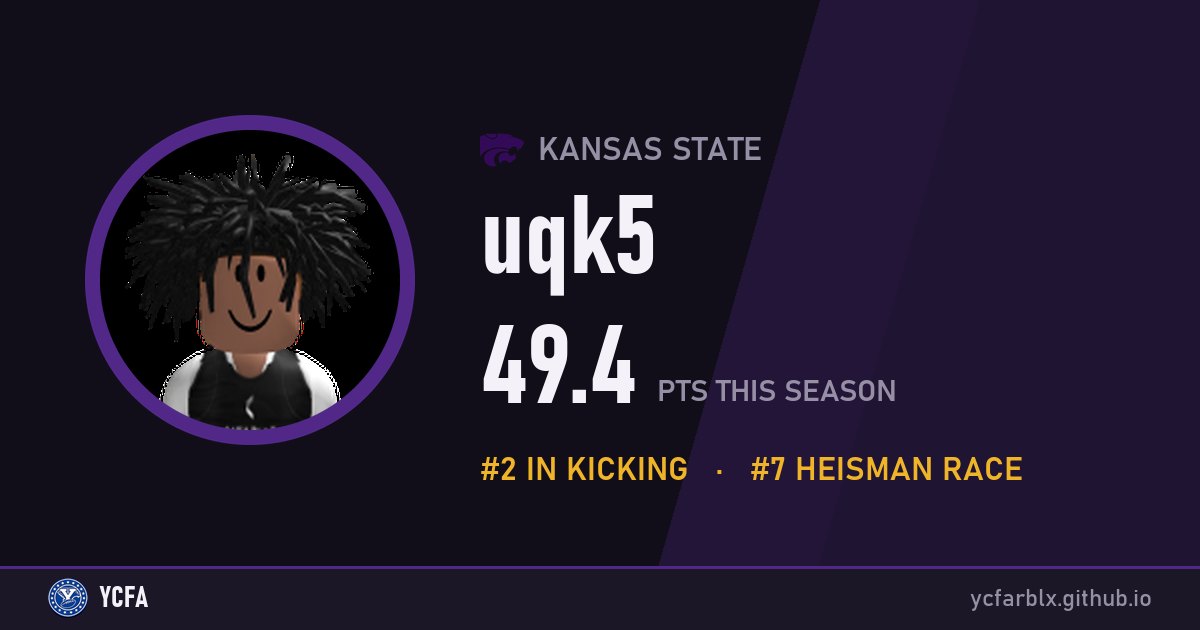 KANSAS STATE
uqk5
49.4 PTS THIS SEASON
#2 IN KICKING · #7 HEISMAN RACE
YCFA
ycfarblx.github.io